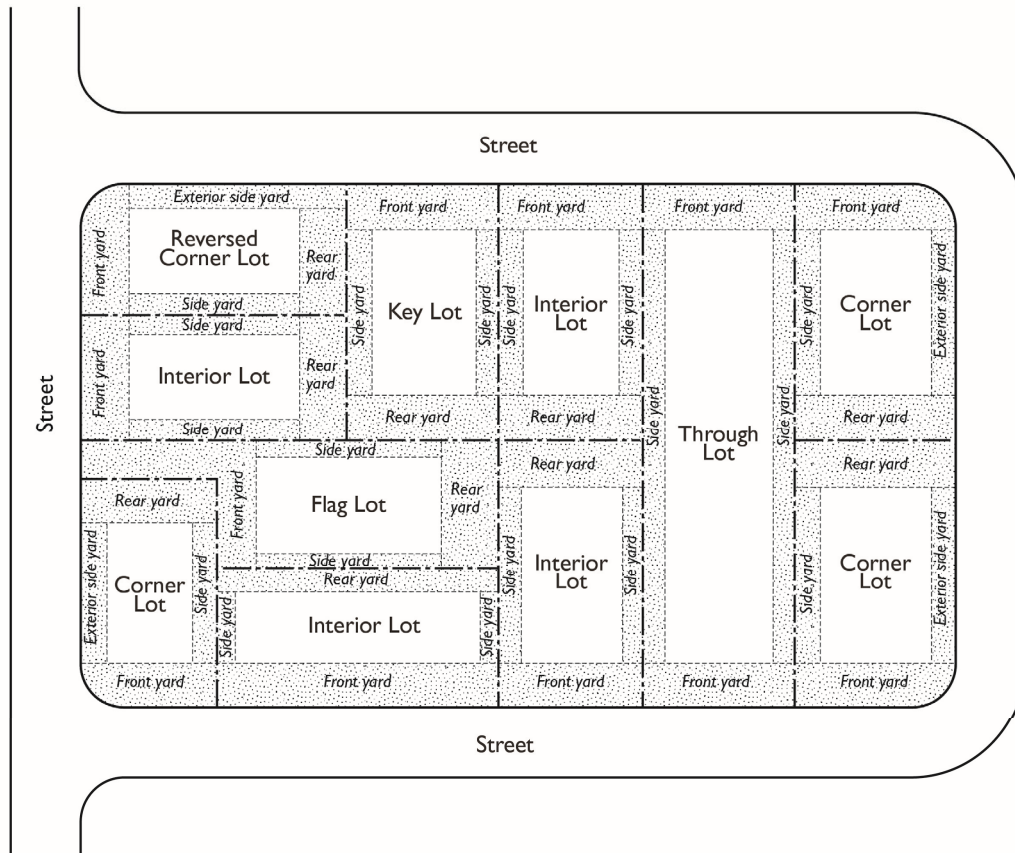 Street
Exterior side yard
Front yard
Front yard
Front yard
Front yard
Reversed
Corner Lot
Front yard
Rear
yard
Side yard
Side yard
Key Lot
Side yard
Side yard
Side yard
Interior
Lot
Side yard
Side yard
Corner
Lot
Exterior side yard
Interior Lot
Front yard
Rear
yard
Side yard
Street
Rear yard
Rear yard
Side yard
Through
Lot
Side yard
Rear yard
Side yard
Rear yard
Rear yard
Front yard
Flag Lot
Rear
yard
Side yard
Rear yard
Rear yard
Exterior side yard
Corner
Lot
Side yard
Side yard
Interior Lot
Side yard
Side yard
Interior
Lot
Side yard
Side yard
Corner
Lot
Exterior side yard
Front yard
Front yard
Front yard
Front yard
Front yard
Street